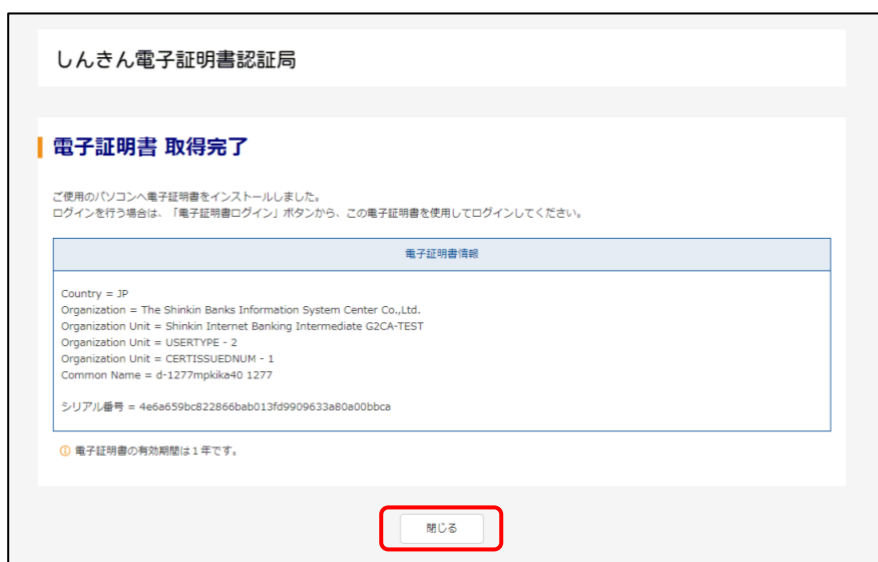 しんきん電子証明書認証局
電子証明書 取得完了
ご使用のパソコンへ電子証明書をインストールしました。
ログインを行う場合は、「電子証明書ログイン」ボタンから、この電子証明書を使用してログインしてください。
電子証明書情報
Country = JP
Organization = The Shinkin Banks Information System Center Co.,Ltd.
Organization Unit = Shinkin Internet Banking Intermediate G2CA-TEST
Organization Unit = USERTYPE - 2
Organization Unit = CERTISSUEDNUM - 1
Common Name = d-1277mpkika40 1277
シリアル番号 = 4e6a659bc822866bab013fd9909633a80a00bbca
電子証明書の有効期間は1年です。
閉じる